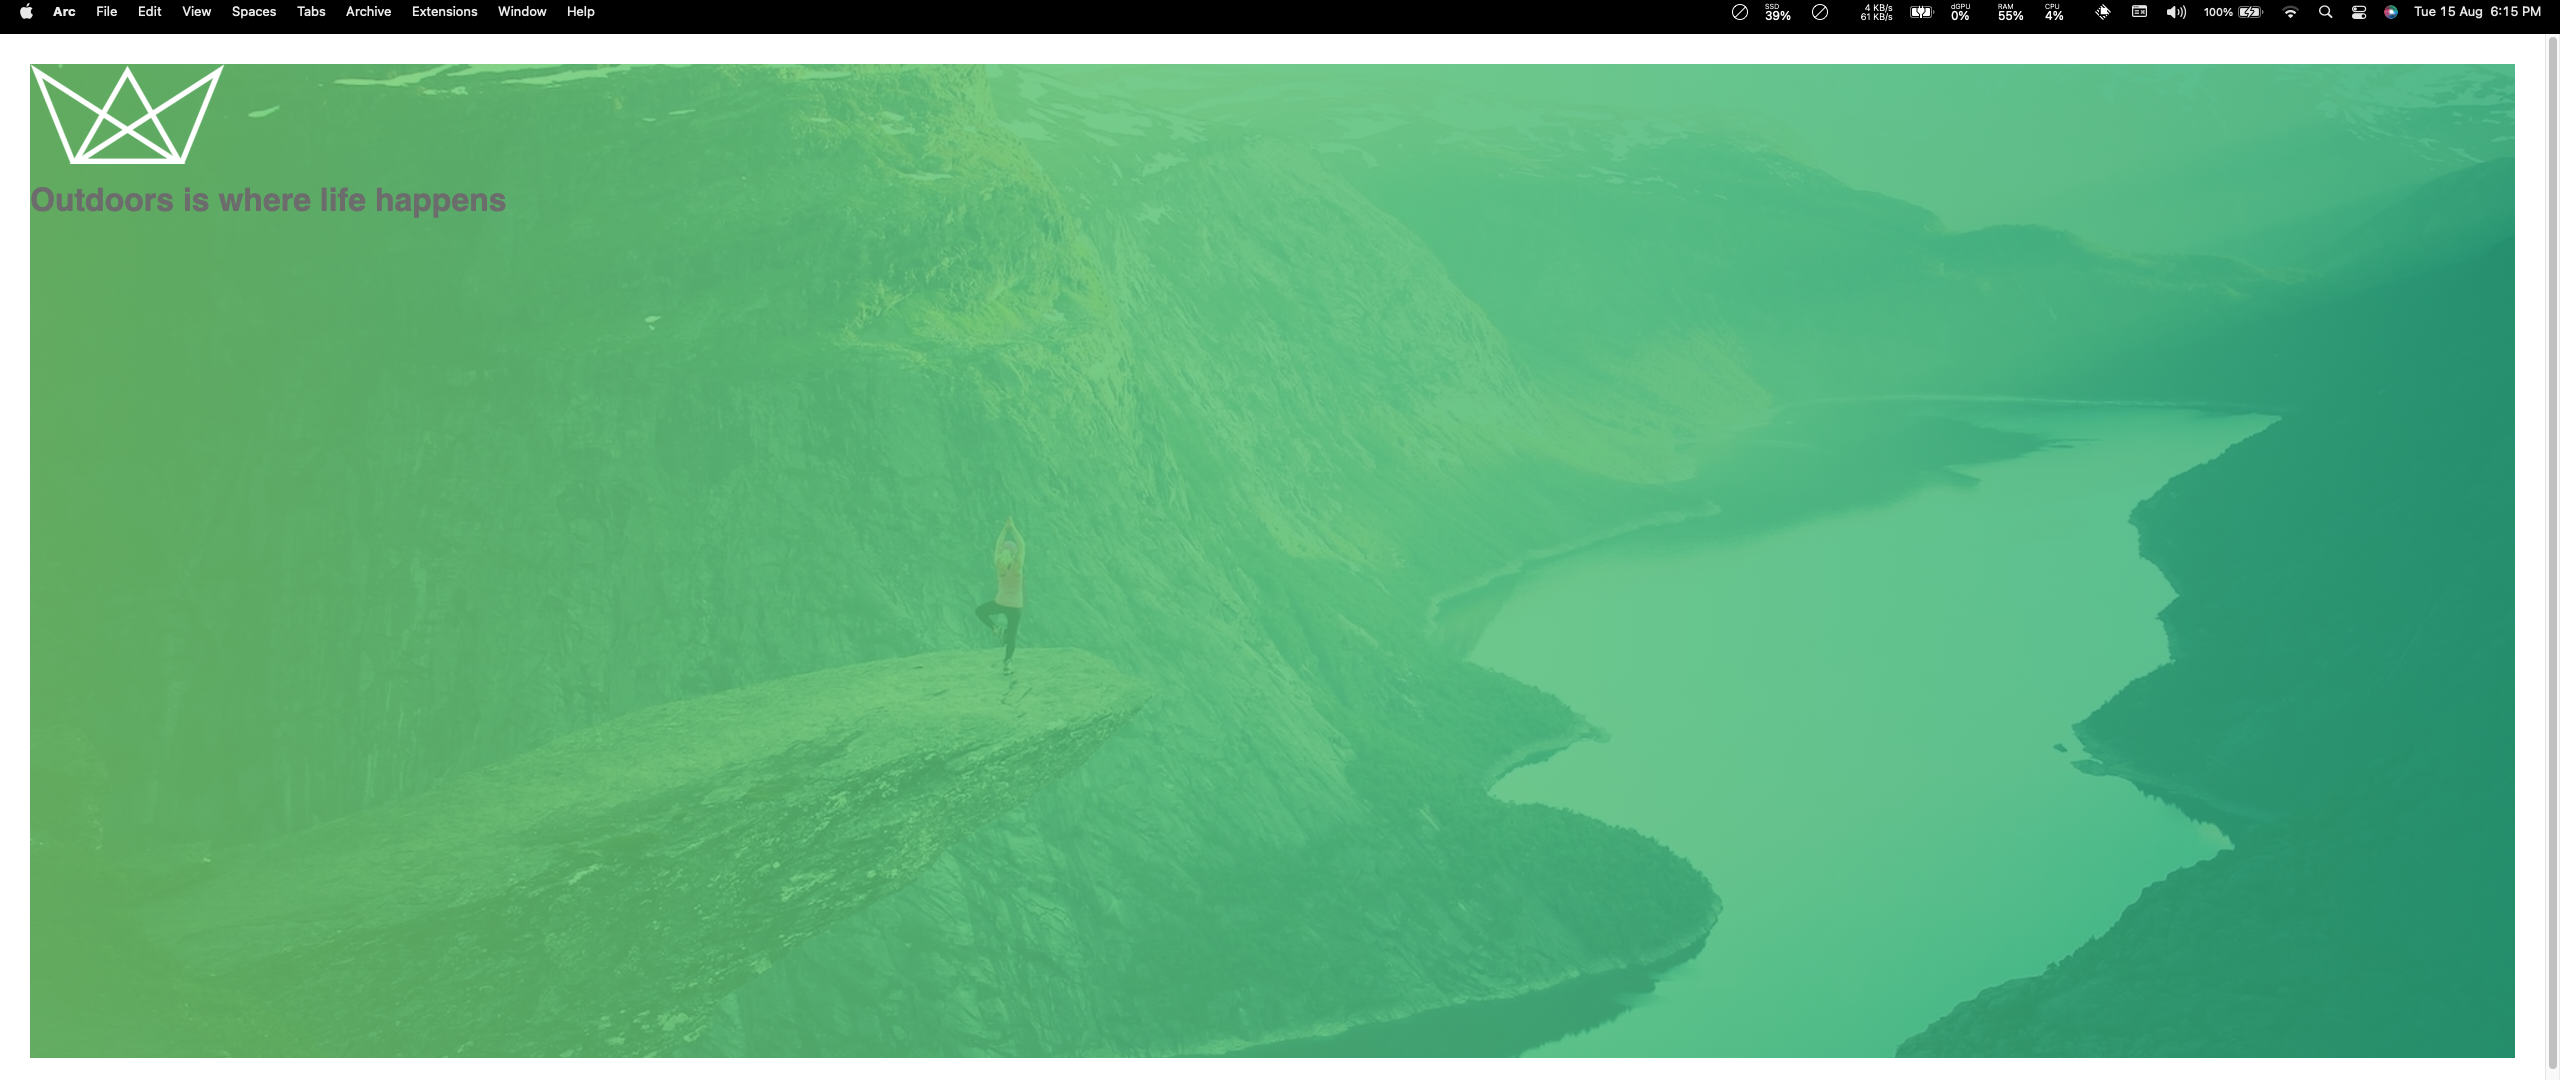 Arc File Edit View Spaces Tabs Archive Extensions Window Help
SSD 39% 4 KB/s 61 KB/s dGPU 0% RAM 55% CPU 4% 100% Tue 15 Aug 6:15 PM
Outdoors is where life happens